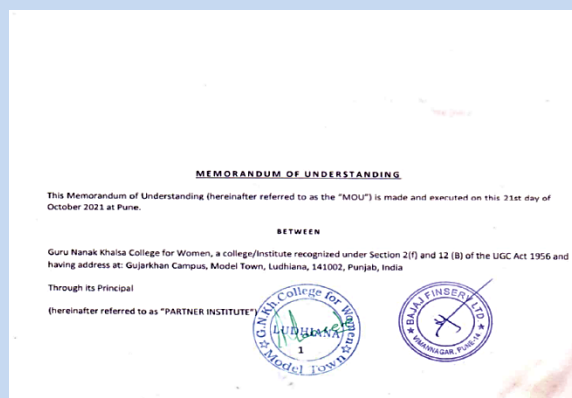 MEMORANDUM OF UNDERSTANDING
This Memorandum of Understanding (hereinafter referred to as the "MOU") is made and executed on this 21st day of
October 2021 at Pune.
BETWEEN
Guru Nanak Khalsa College for Women, a college/institute recognized under Section 2(f) and 12 (B) of the UGC Act 1956 and
having address at: Gujarkhan Campus, Model Town, Ludhiana, 141002, Punjab, India
Through its Principal
(hereinafter referred to as "PARTNER INSTITUTE")
G.N.Kh.College for Women
LUDHIANA
1
Model Town
BAJAJ FINSERV LTD
VIMANNAGAR, PUNE-14